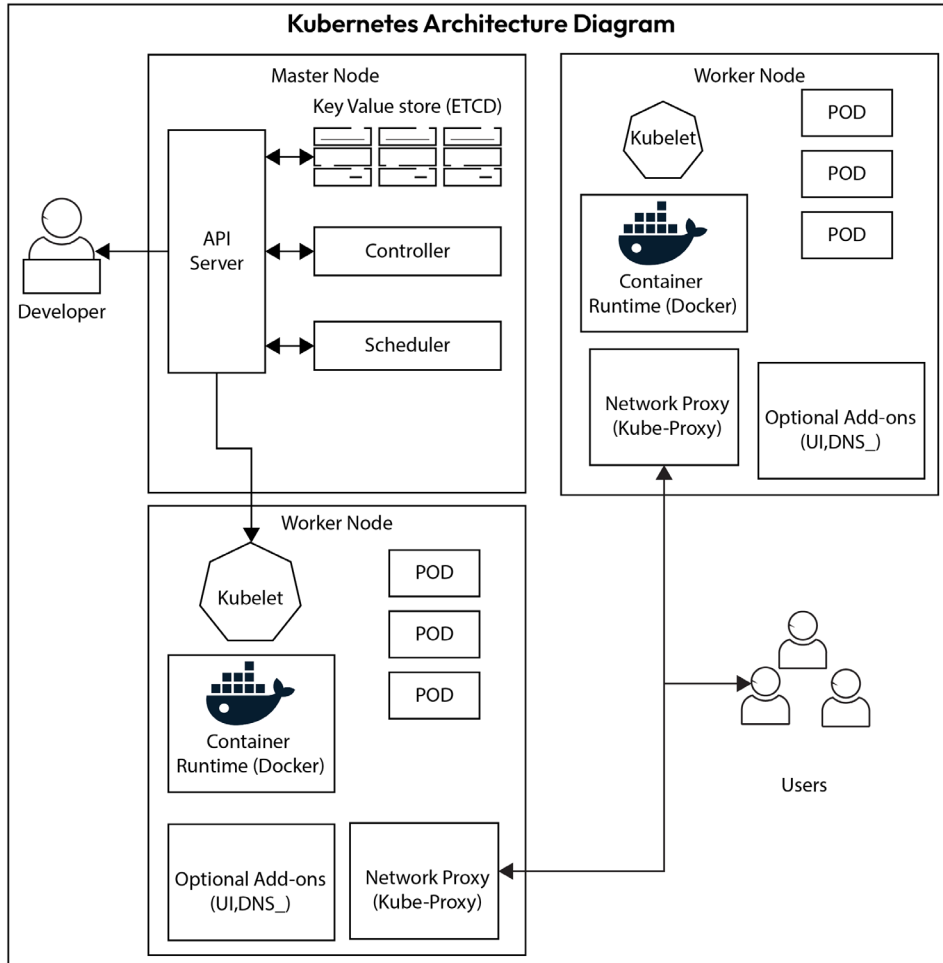 Kubernetes Architecture Diagram
Master Node
Key Value store (ETCD)
API
Server
Controller
Scheduler
Developer
Worker Node
Kubelet
POD
POD
POD
Container
Runtime (Docker)
Network Proxy
(Kube-Proxy)
Optional Add-ons
(UI,DNS_)
Worker Node
Kubelet
POD
POD
POD
Container
Runtime (Docker)
Optional Add-ons
(UI,DNS_)
Network Proxy
(Kube-Proxy)
Users